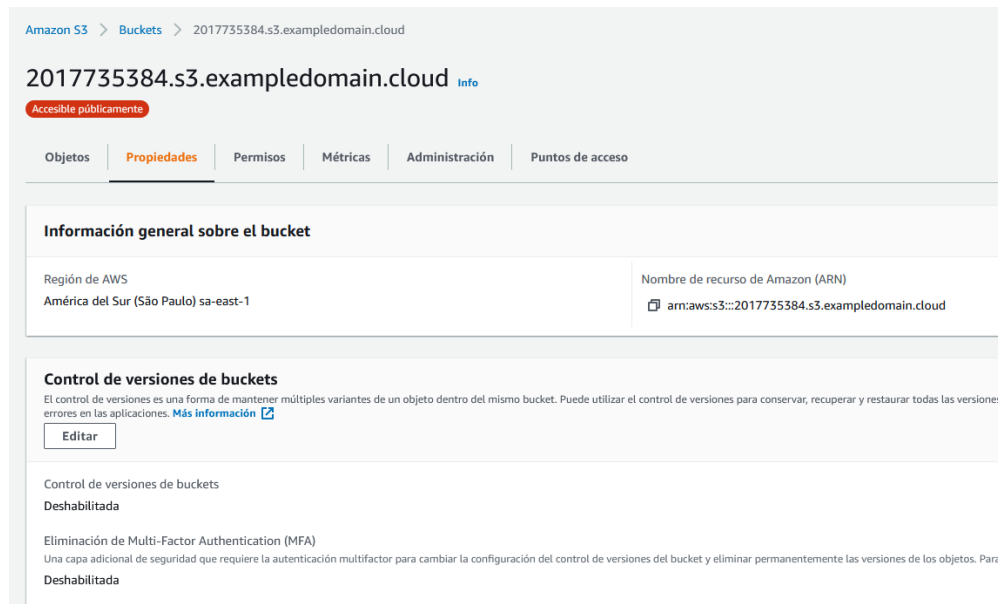 Amazon S3 > Buckets > 2017735384.s3.exampledomain.cloud
2017735384.s3.exampledomain.cloud Info
Accesible públicamente
Objetos Propiedades Permisos Métricas Administración Puntos de acceso
Información general sobre el bucket
Región de AWS
América del Sur (São Paulo) sa-east-1
Nombre de recurso de Amazon (ARN)
arn:aws:s3:::2017735384.s3.exampledomain.cloud
Control de versiones de buckets
El control de versiones es una forma de mantener múltiples variantes de un objeto dentro del mismo bucket. Puede utilizar el control de versiones para conservar, recuperar y restaurar todas las versiones
errores en las aplicaciones. Más información
Editar
Control de versiones de buckets
Deshabilitada
Eliminación de Multi-Factor Authentication (MFA)
Una capa adicional de seguridad que requiere la autenticación multifactor para cambiar la configuración del control de versiones del bucket y eliminar permanentemente las versiones de los objetos. Para
Deshabilitada